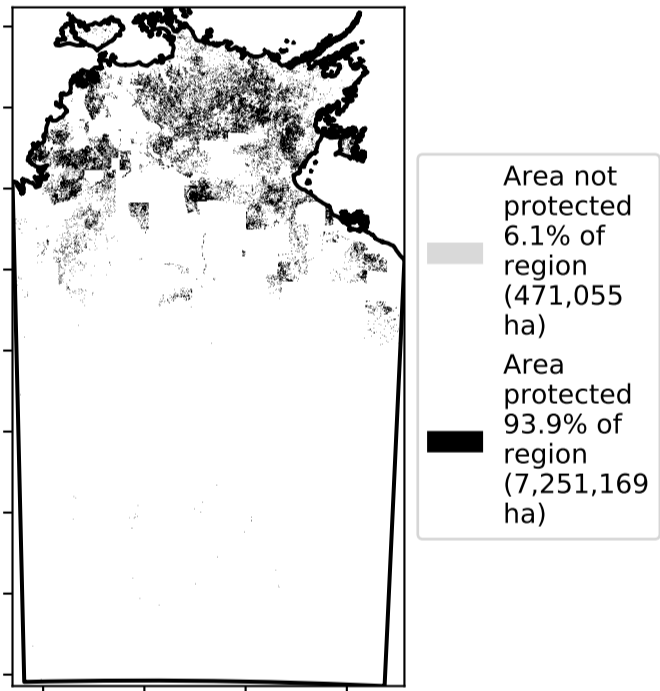 Area not
protected
6.1% of
region
(471,055
ha)
Area
protected
93.9% of
region
(7,251,169
ha)